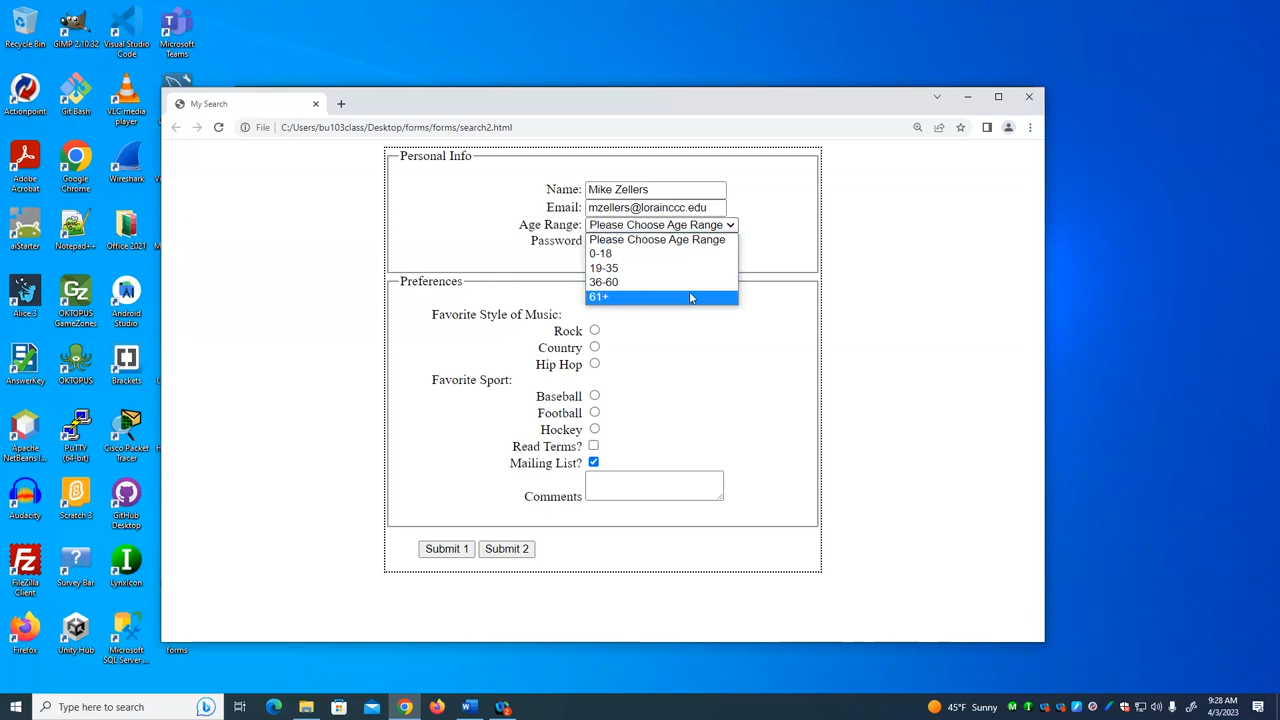 Recycle Bin
GIMP 2.10.32
Visual Studio Code
Microsoft Teams
Actionpoint
Git Bash
VLC media player
Adobe Acrobat
Google Chrome
Wireshark
aiStarter
Notepad++
Office 2021
Alice 3
OKTOPUS GameZones
Android Studio
AnswerKey
OKTOPUS
Brackets
Apache NetBeans I...
PuTTY (64-bit)
Cisco Packet Tracer
Audacity
Scratch 3
GitHub Desktop
FileZilla Client
Survey Bar
Lynxicon
Firefox
Unity Hub
Microsoft SQL Server ...
forms
My Search
File C:/Users/bu103class/Desktop/forms/forms/search2.html
Personal Info
Name: Mike Zellers
Email: mzellers@lorainccc.edu
Age Range: Please Choose Age Range
Password
Please Choose Age Range
0-18
19-35
36-60
61+
Preferences
Favorite Style of Music:
Rock
Country
Hip Hop
Favorite Sport:
Baseball
Football
Hockey
Read Terms?
Mailing List?
Comments
Submit 1 Submit 2
Type here to search
45°F Sunny
9:28 AM
4/3/2023